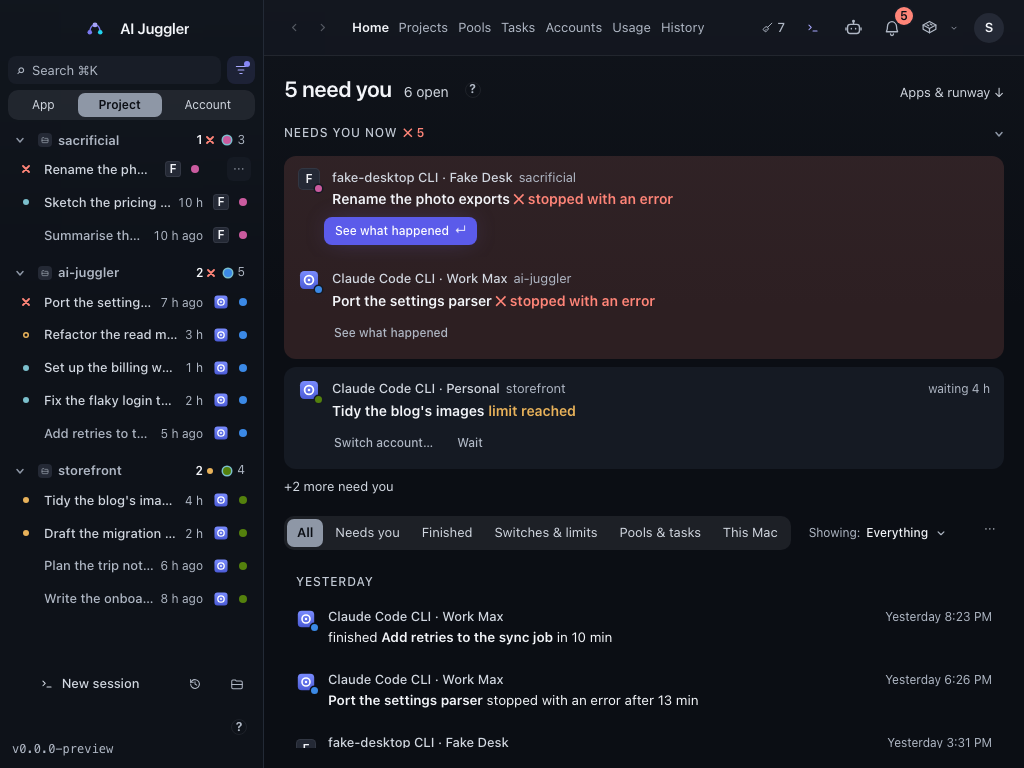 AI Juggler
Search ⌘K
App Project Account
sacrificial 1 3
Rename the ph... F ...
Sketch the pricing ... 10 h F
Summarise th... 10 h ago F
ai-juggler 2 5
Port the setting... 7 h ago
Refactor the read m... 3 h
Set up the billing w... 1 h
Fix the flaky login t... 2 h
Add retries to t... 5 h ago
storefront 2 4
Tidy the blog's ima... 4 h
Draft the migration ... 2 h
Plan the trip not... 6 h ago
Write the onboa... 8 h ago
New session
?
v0.0.0-preview
Home Projects Pools Tasks Accounts Usage History 7 5 S
5 need you 6 open ? Apps & runway ↓
NEEDS YOU NOW 5
F fake-desktop CLI · Fake Desk sacrificial
Rename the photo exports stopped with an error
See what happened ↵
Claude Code CLI · Work Max ai-juggler
Port the settings parser stopped with an error
See what happened
Claude Code CLI · Personal storefront waiting 4 h
Tidy the blog's images limit reached
Switch account... Wait
+2 more need you
All Needs you Finished Switches & limits Pools & tasks This Mac Showing: Everything ...
YESTERDAY
Claude Code CLI · Work Max Yesterday 8:23 PM
finished Add retries to the sync job in 10 min
Claude Code CLI · Work Max Yesterday 6:26 PM
Port the settings parser stopped with an error after 13 min
F fake-desktop CLI · Fake Desk Yesterday 3:31 PM